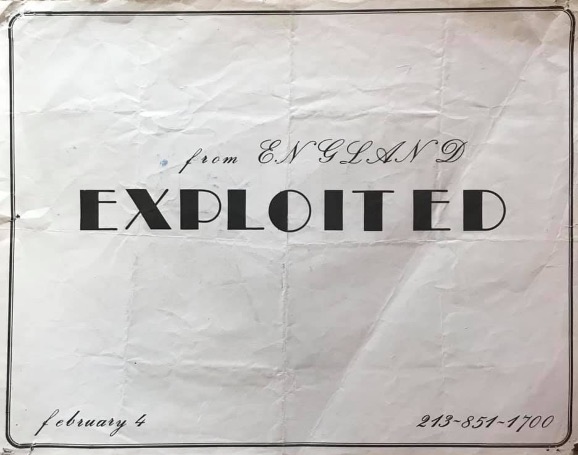 from ENGLAND
EXPLOITED
february 4
213-851-1700